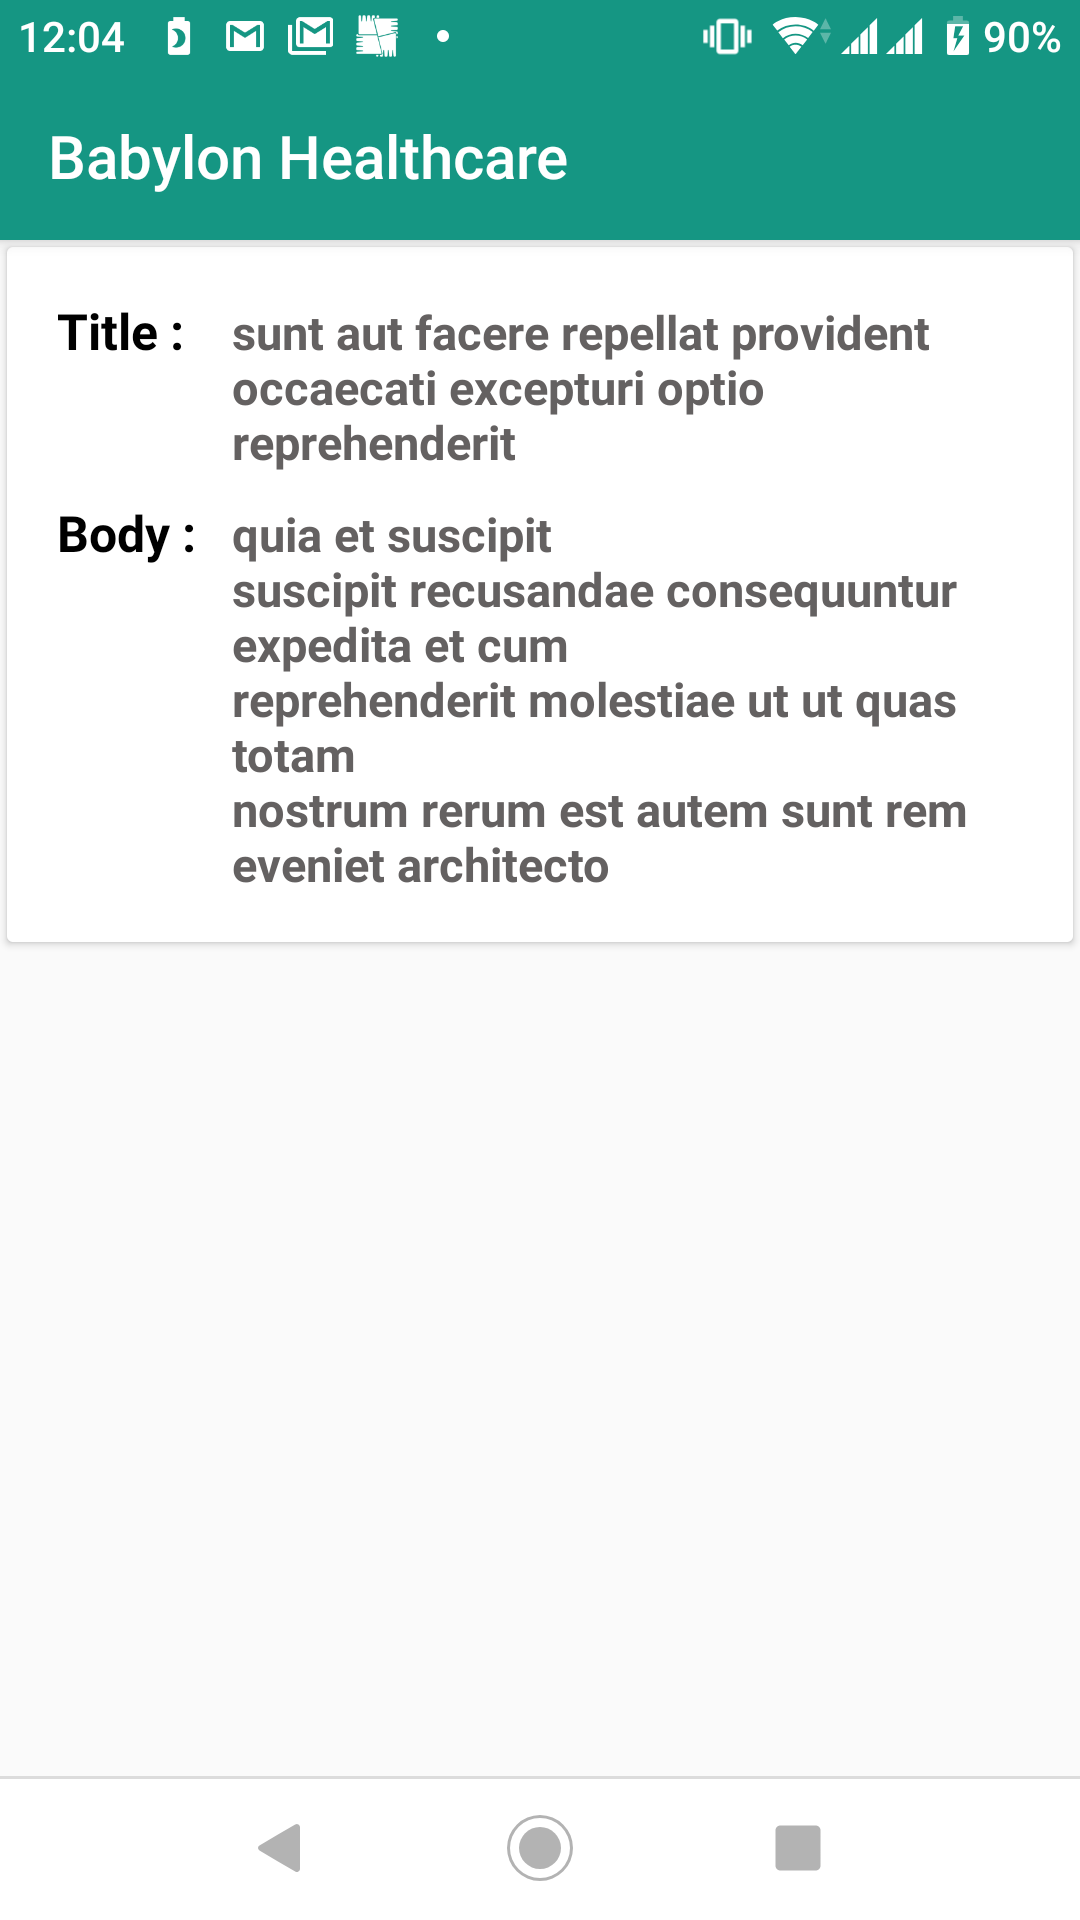 12:04 90%
Babylon Healthcare
Title : sunt aut facere repellat provident
occaecati excepturi optio
reprehenderit
Body : quia et suscipit
suscipit recusandae consequuntur
expedita et cum
reprehenderit molestiae ut ut quas
totam
nostrum rerum est autem sunt rem
eveniet architecto